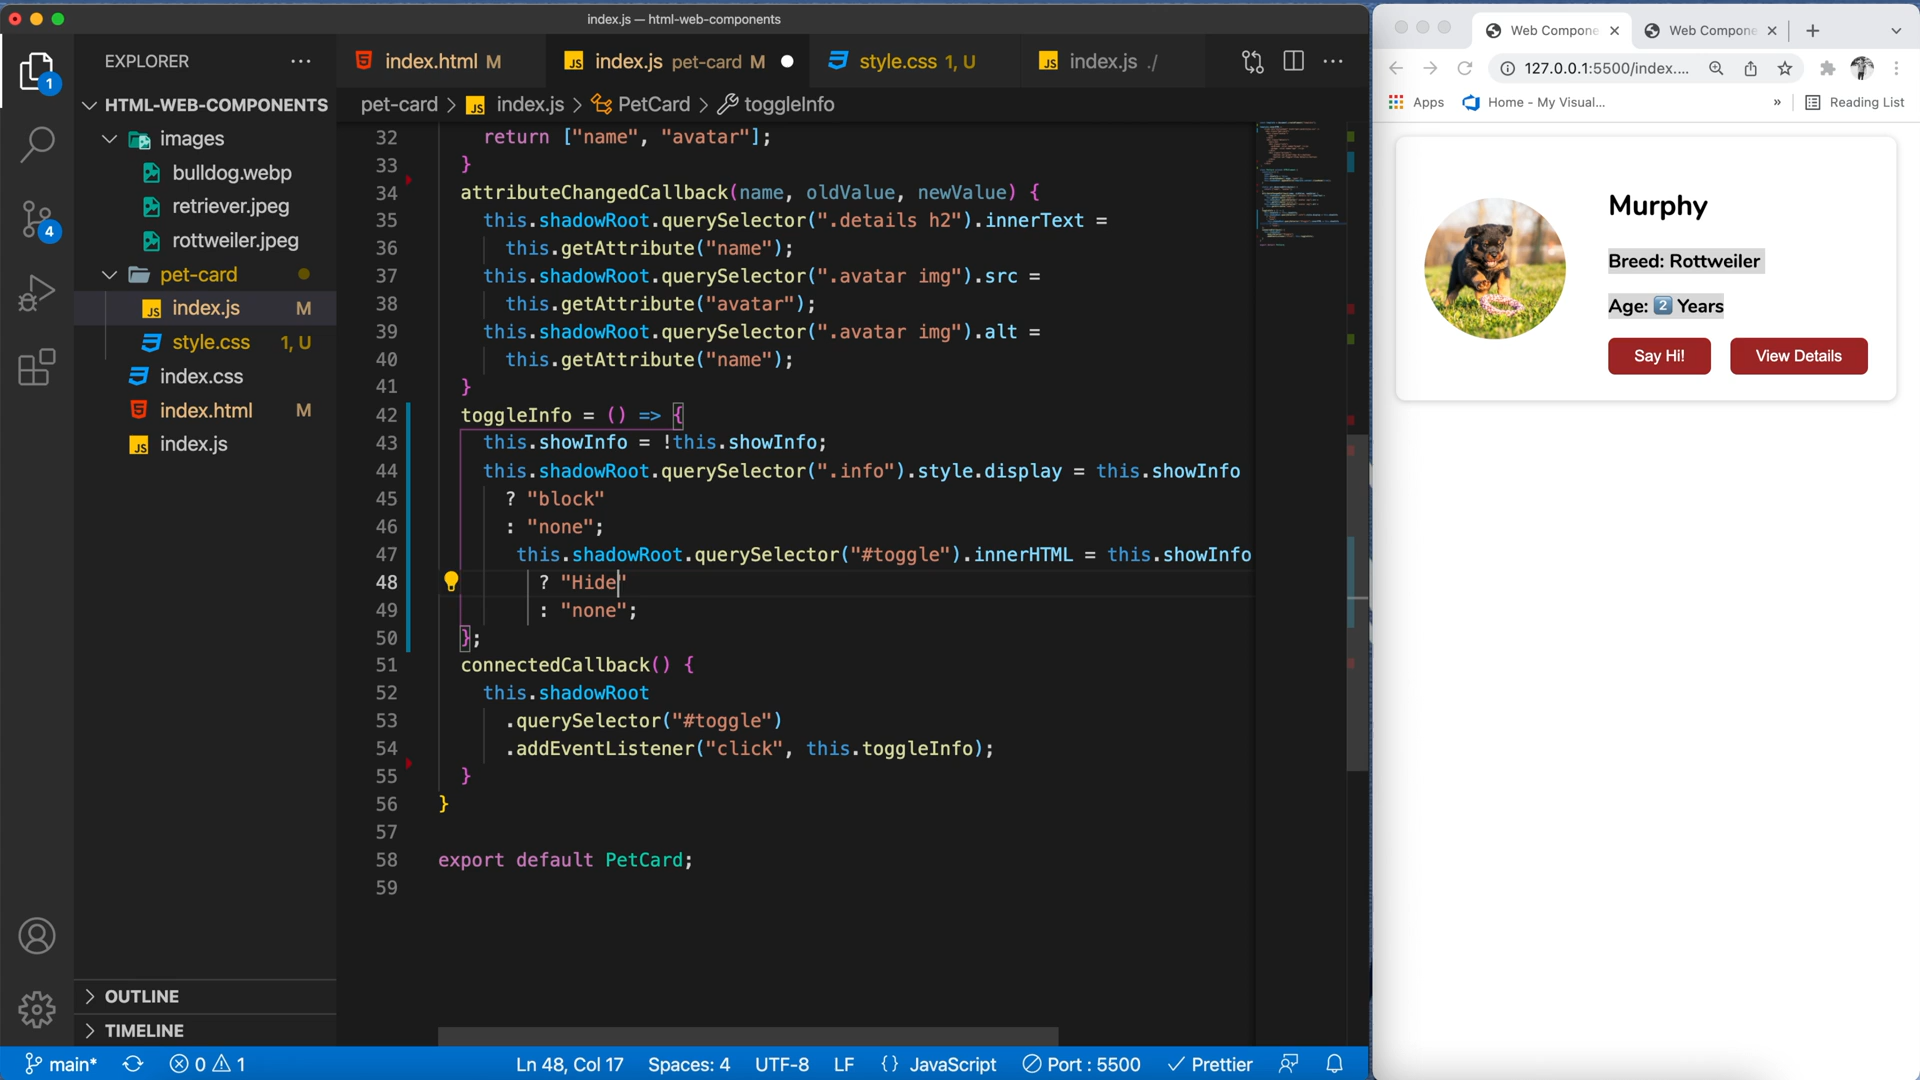 index.js — html-web-components
EXPLORER
HTML-WEB-COMPONENTS
images
bulldog.webp
retriever.jpeg
rottweiler.jpeg
pet-card
index.js M
style.css 1, U
index.css
index.html M
index.js
OUTLINE
TIMELINE
1
4
index.html M
index.js pet-card M
style.css 1, U
index.js ./
pet-card > index.js > PetCard > toggleInfo
32 return ["name", "avatar"];
33 }
34 attributeChangedCallback(name, oldValue, newValue) {
35 this.shadowRoot.querySelector(".details h2").innerText =
36 this.getAttribute("name");
37 this.shadowRoot.querySelector(".avatar img").src =
38 this.getAttribute("avatar");
39 this.shadowRoot.querySelector(".avatar img").alt =
40 this.getAttribute("name");
41 }
42 toggleInfo = () => {
43 this.showInfo = !this.showInfo;
44 this.shadowRoot.querySelector(".info").style.display = this.showInfo
45 ? "block"
46 : "none";
47 this.shadowRoot.querySelector("#toggle").innerHTML = this.showInfo
48 ? "Hide"
49 : "none";
50 };
51 connectedCallback() {
52 this.shadowRoot
53 .querySelector("#toggle")
54 .addEventListener("click", this.toggleInfo);
55 }
56 }
57
58 export default PetCard;
59
main* 0 1 Ln 48, Col 17 Spaces: 4 UTF-8 LF {} JavaScript Port : 5500 Prettier
Web Compone
Web Compone
127.0.0.1:5500/index....
Apps
Home - My Visual...
»
Reading List
Murphy
Breed: Rottweiler
Age: 2️⃣ Years
Say Hi!
View Details